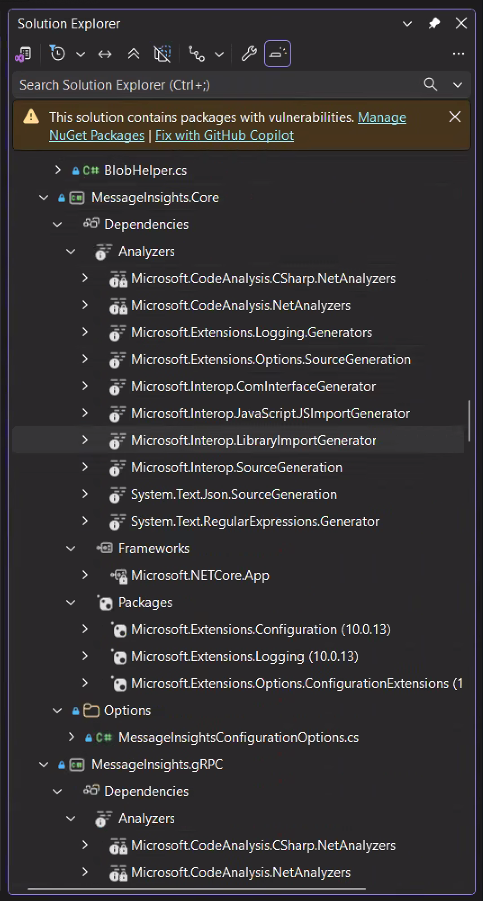 Solution Explorer
Search Solution Explorer (Ctrl+;)
This solution contains packages with vulnerabilities. Manage
NuGet Packages | Fix with GitHub Copilot
C# BlobHelper.cs
MessageInsights.Core
Dependencies
Analyzers
Microsoft.CodeAnalysis.CSharp.NetAnalyzers
Microsoft.CodeAnalysis.NetAnalyzers
Microsoft.Extensions.Logging.Generators
Microsoft.Extensions.Options.SourceGeneration
Microsoft.Interop.ComInterfaceGenerator
Microsoft.Interop.JavaScript.JSImportGenerator
Microsoft.Interop.LibraryImportGenerator
Microsoft.Interop.SourceGeneration
System.Text.Json.SourceGeneration
System.Text.RegularExpressions.Generator
Frameworks
Microsoft.NETCore.App
Packages
Microsoft.Extensions.Configuration (10.0.13)
Microsoft.Extensions.Logging (10.0.13)
Microsoft.Extensions.Options.ConfigurationExtensions (1
Options
C# MessageInsightsConfigurationOptions.cs
MessageInsights.gRPC
Dependencies
Analyzers
Microsoft.CodeAnalysis.CSharp.NetAnalyzers
Microsoft.CodeAnalysis.NetAnalyzers